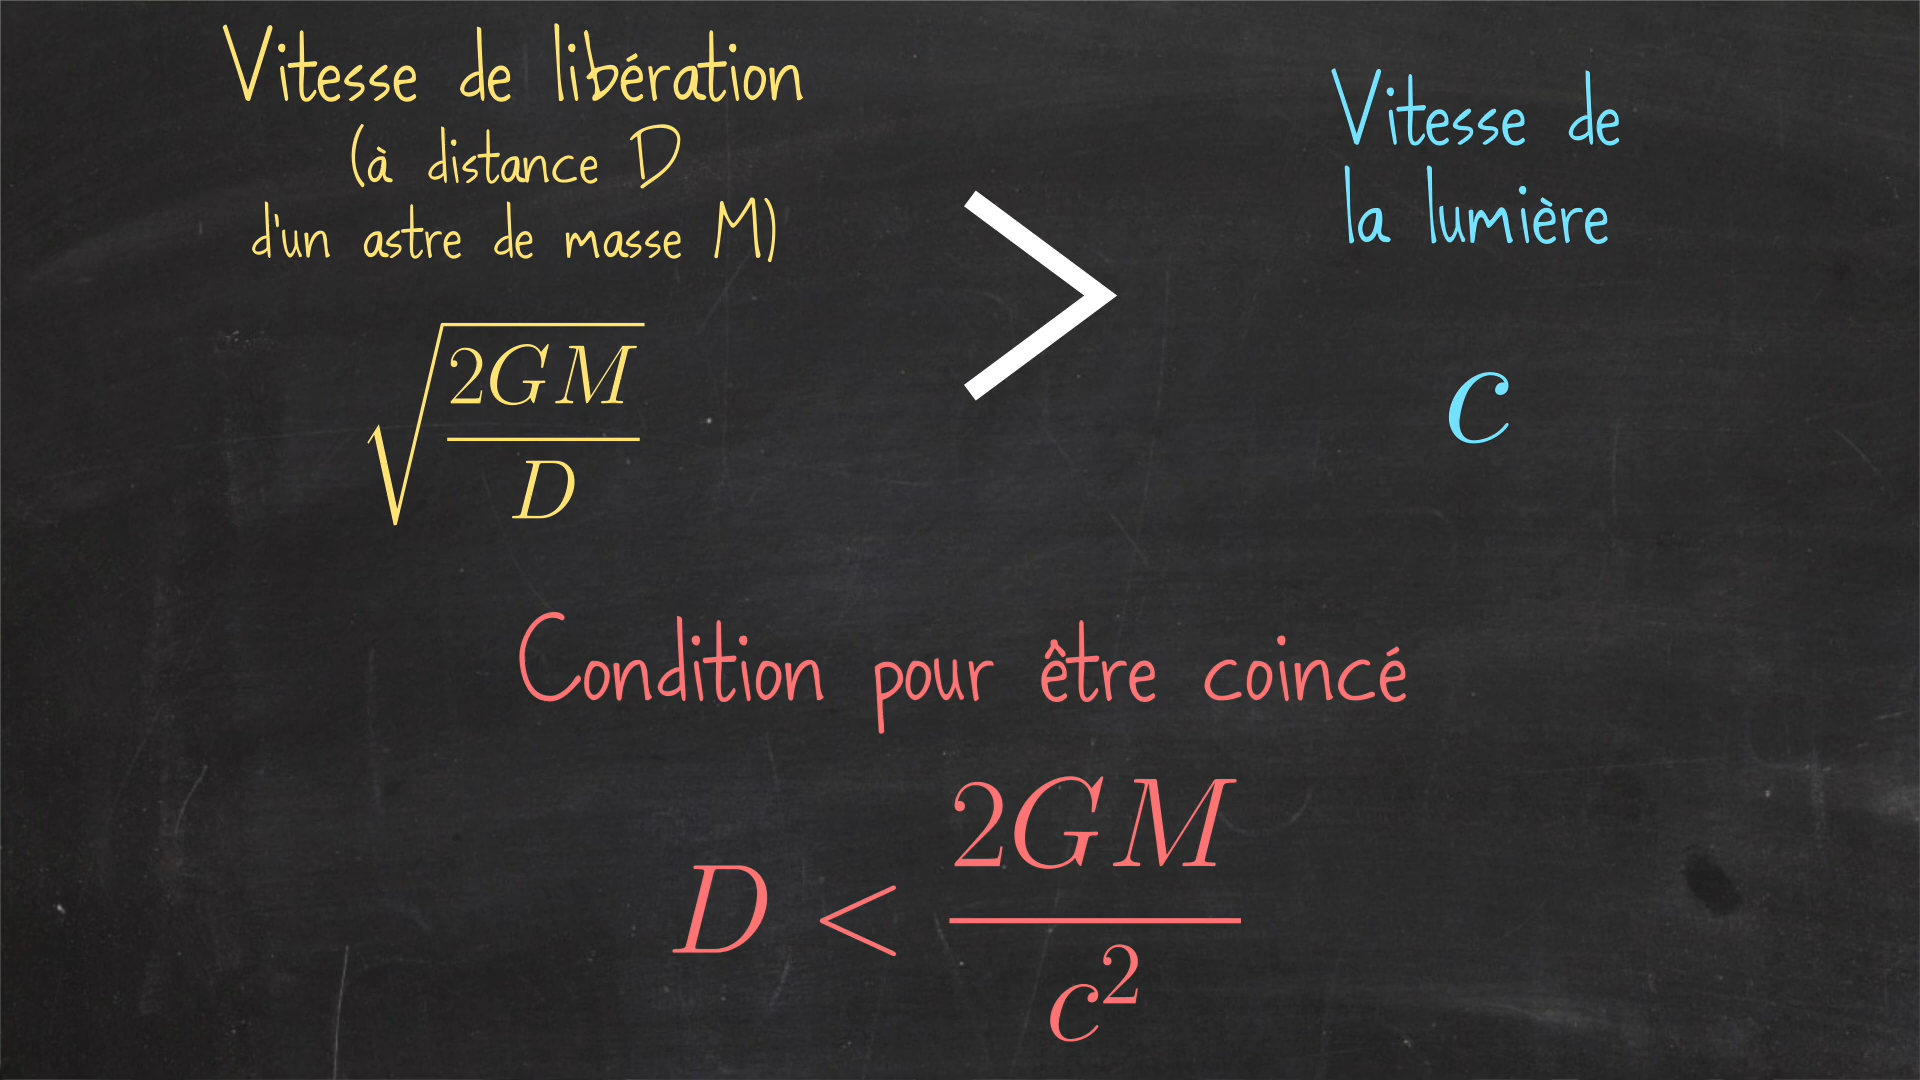 Vitesse de libération
(à distance D
d'un astre de masse M)
>
Vitesse de
la lumière
√(2GM/D)
c
Condition pour être coincé
D < 2GM/c²